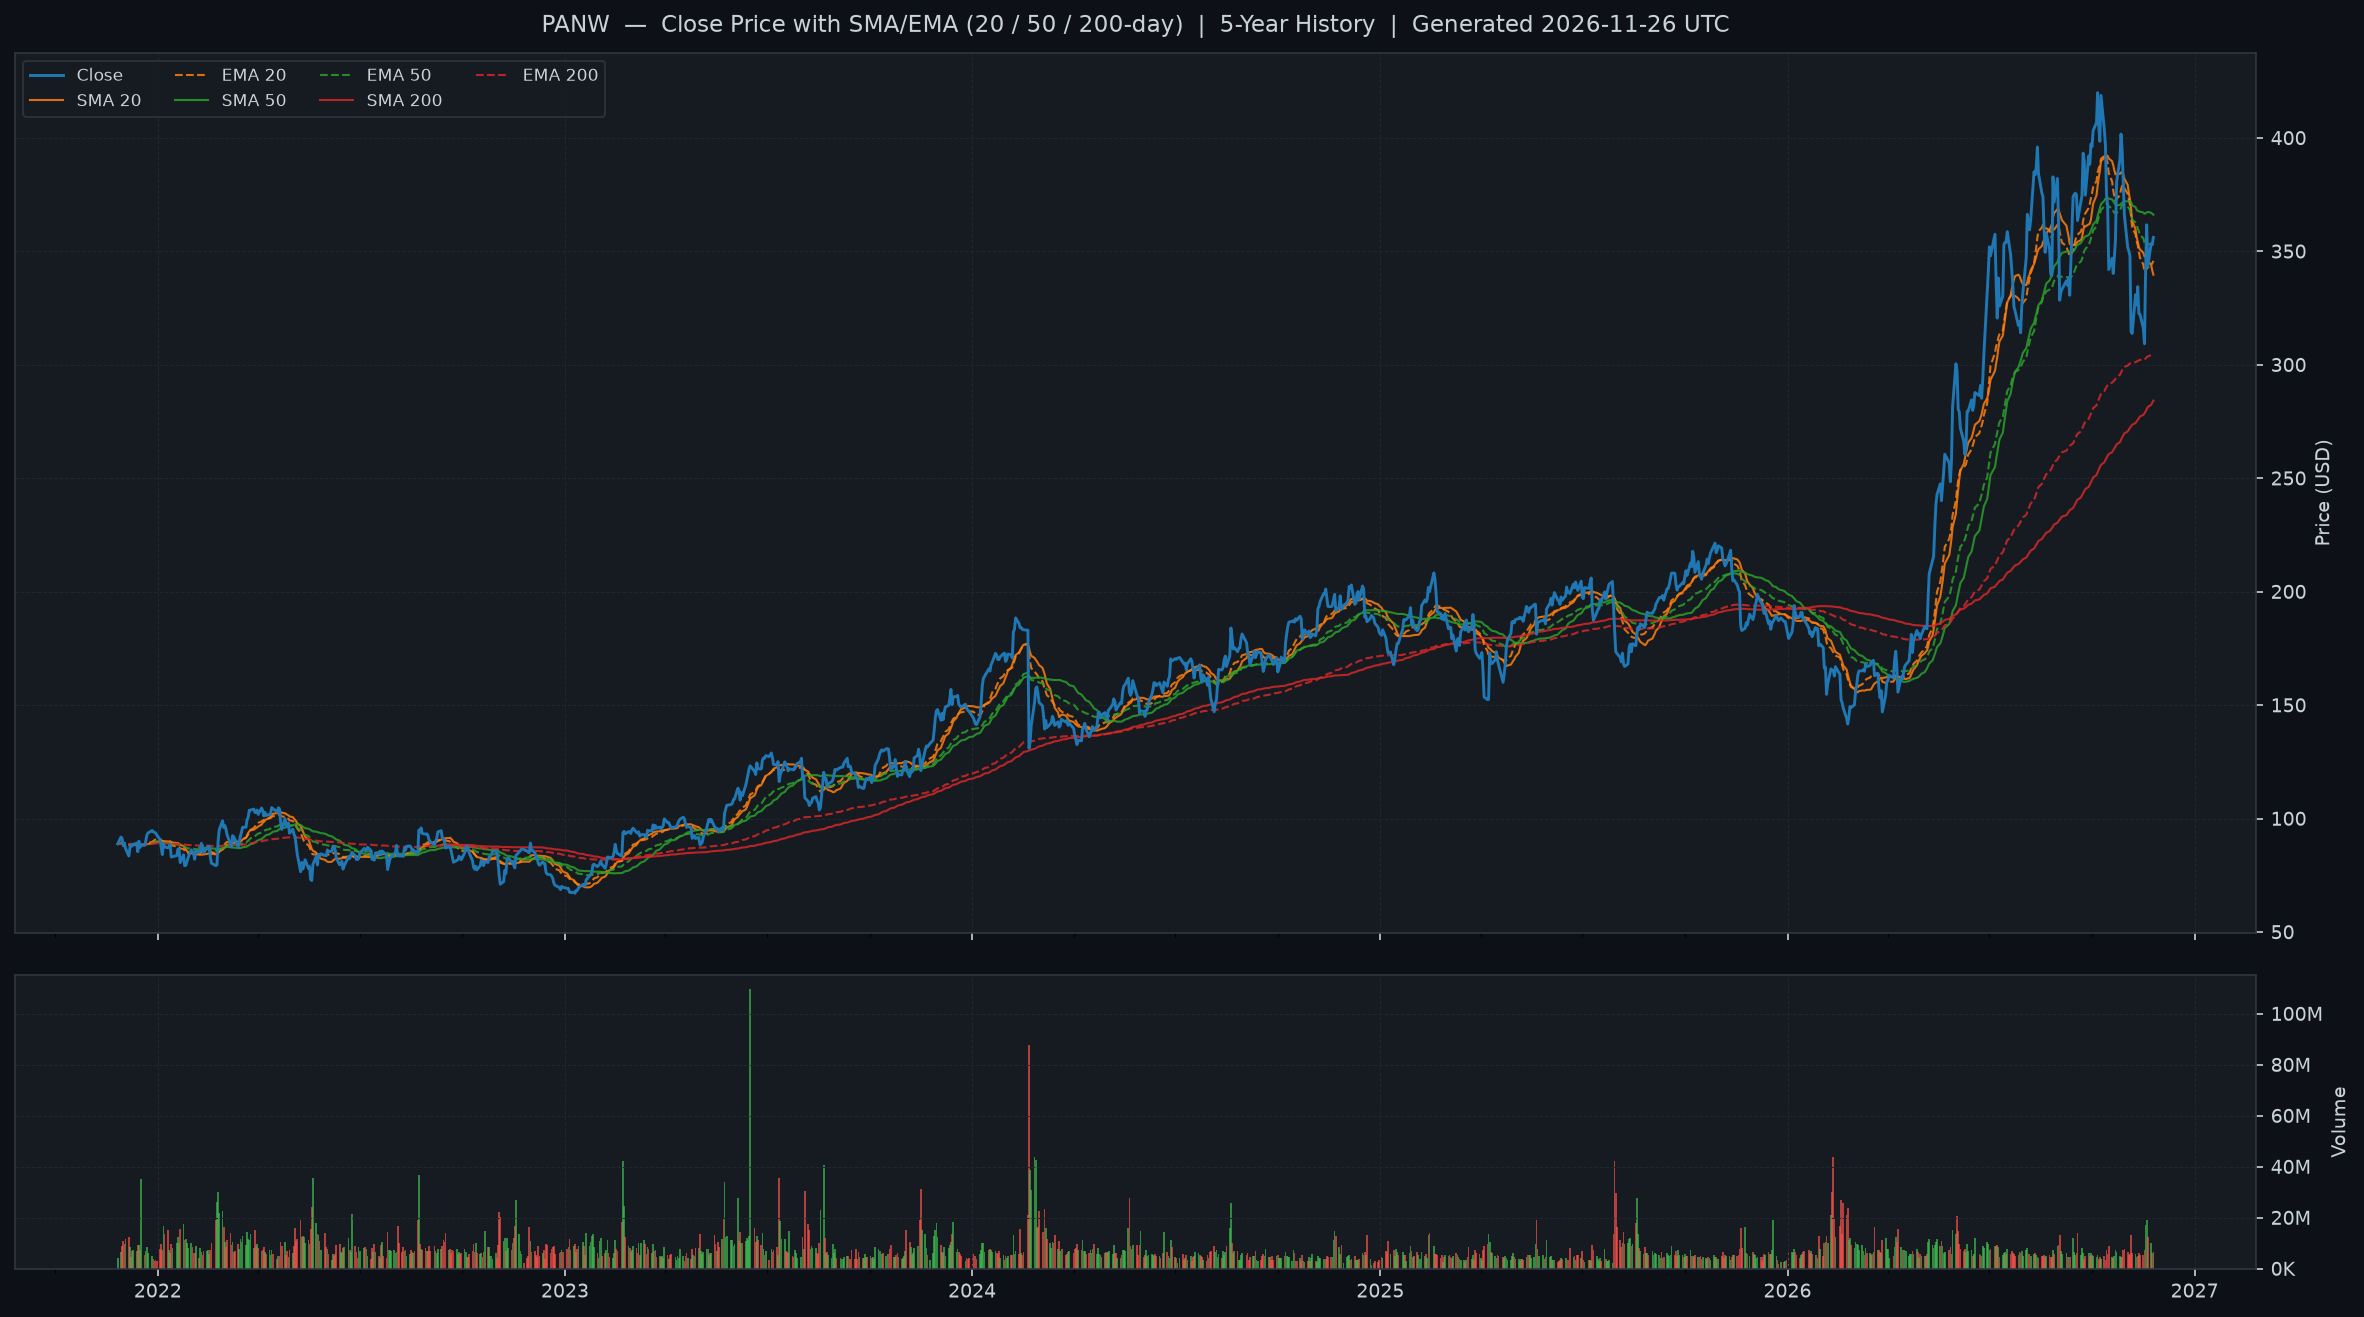 PANW — Close Price with SMA/EMA (20 / 50 / 200-day) | 5-Year History | Generated 2026-11-26 UTC
Close EMA 20 EMA 50 EMA 200
SMA 20 SMA 50 SMA 200
400
350
300
250
200
150
100
50
Price (USD)
100M
80M
60M
40M
20M
0K
Volume
2022 2023 2024 2025 2026 2027